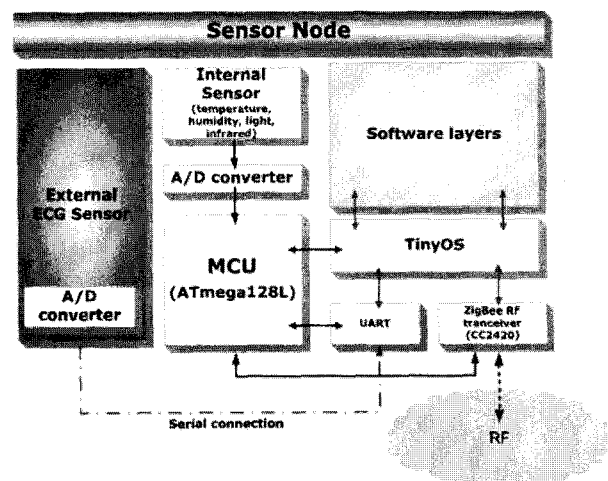 Sensor Node
External
ECG Sensor
A/D
converter
Internal
Sensor
(temperature,
humidity, light,
infrared)
A/D converter
MCU
(ATmega128L)
Software layers
TinyOS
UART
ZigBee Rf
tranceiver
(CC2420)
Serial connection
RF